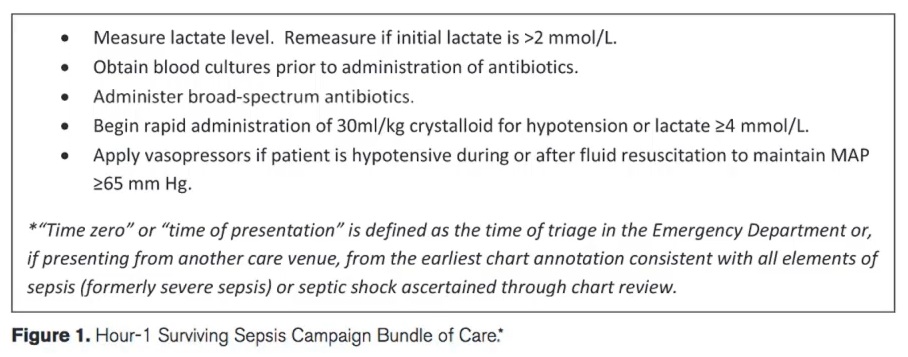 • Measure lactate level.  Remeasure if initial lactate is >2 mmol/L.
• Obtain blood cultures prior to administration of antibiotics.
• Administer broad-spectrum antibiotics.
• Begin rapid administration of 30ml/kg crystalloid for hypotension or lactate ≥4 mmol/L.
• Apply vasopressors if patient is hypotensive during or after fluid resuscitation to maintain MAP
≥65 mm Hg.
*“Time zero” or “time of presentation” is defined as the time of triage in the Emergency Department or,
if presenting from another care venue, from the earliest chart annotation consistent with all elements of
sepsis (formerly severe sepsis) or septic shock ascertained through chart review.
Figure 1. Hour-1 Surviving Sepsis Campaign Bundle of Care.*